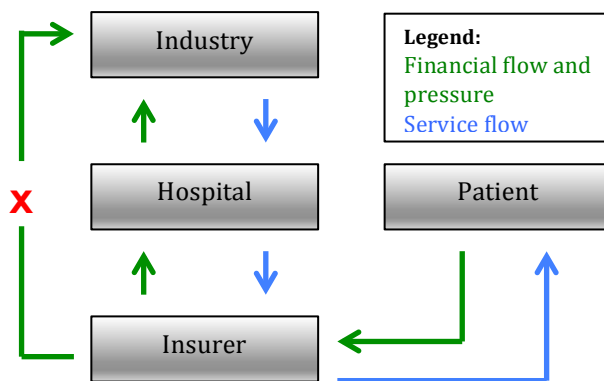 Industry
Legend:
Financial flow and
pressure
Service flow
X
Hospital
Patient
Insurer